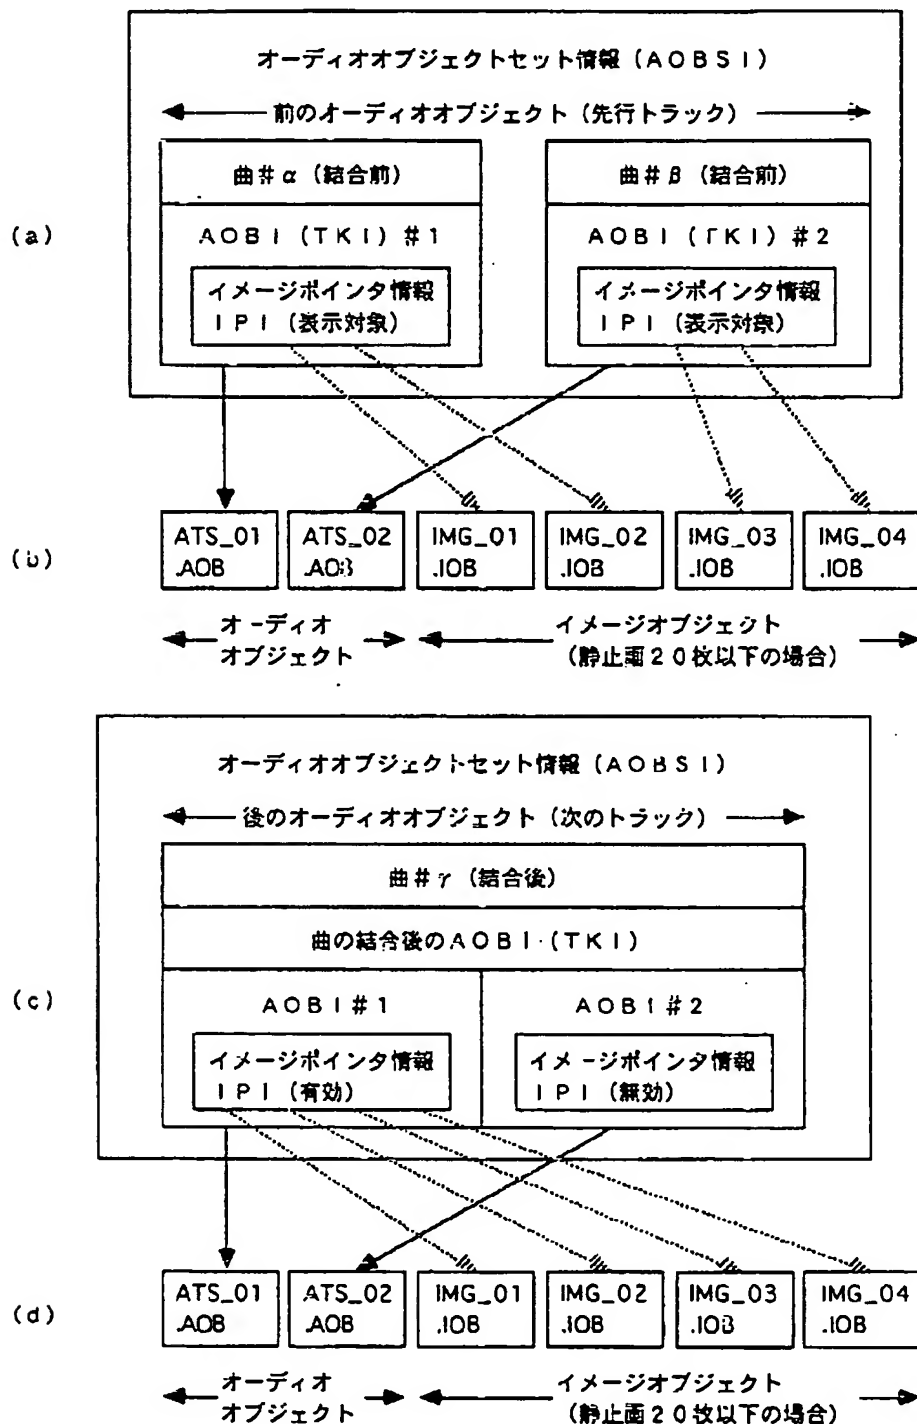 オーディオオブジェクトセット情報（AOBSI）
前のオーディオオブジェクト（先行トラック）
曲＃α（結合前）
曲＃β（結合前）
(a)
AOBI（TKI）＃1
AOBI（TKI）＃2
イメージポインタ情報
IPI（表示対象）
イメージポインタ情報
IPI（表示対象）
(b)
ATS_01
.AOB
ATS_02
.AOB
IMG_01
.IOB
IMG_02
.IOB
IMG_03
.IOB
IMG_04
.IOB
オーディオ
オブジェクト
イメージオブジェクト
（静止画20枚以下の場合）
オーディオオブジェクトセット情報（AOBSI）
後のオーディオオブジェクト（次のトラック）
曲＃γ（結合後）
曲の結合後のAOBI（TKI）
(c)
AOBI＃1
AOBI＃2
イメージポインタ情報
IPI（有効）
イメージポインタ情報
IPI（無効）
(d)
ATS_01
.AOB
ATS_02
.AOB
IMG_01
.IOB
IMG_02
.IOB
IMG_03
.IOB
IMG_04
.IOB
オーディオ
オブジェクト
イメージオブジェクト
（静止画20枚以下の場合）